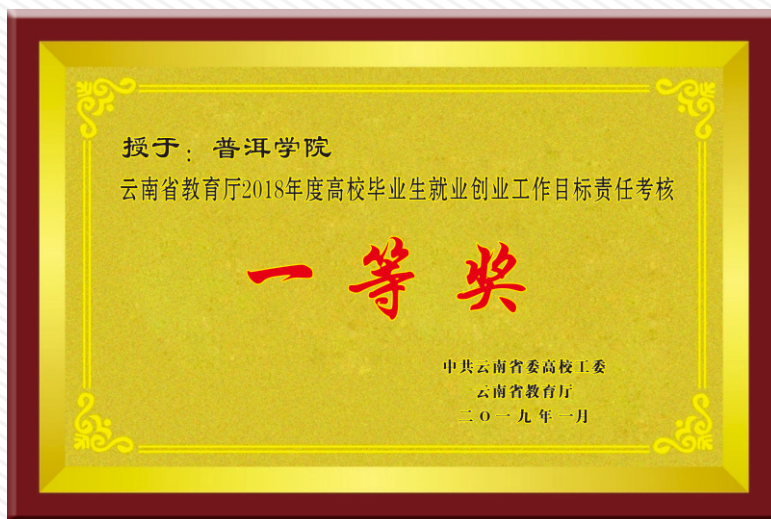 授于：普洱学院
云南省教育厅2018年度高校毕业生就业创业工作目标责任考核
一等奖
中共云南省委高校工委
云南省教育厅
二〇一九年一月